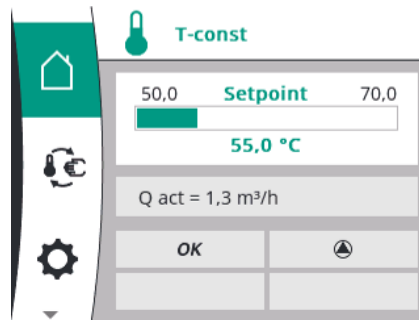 T-const
50,0 Setpoint 70,0
55,0 °C
Q act = 1,3 m³/h
OK